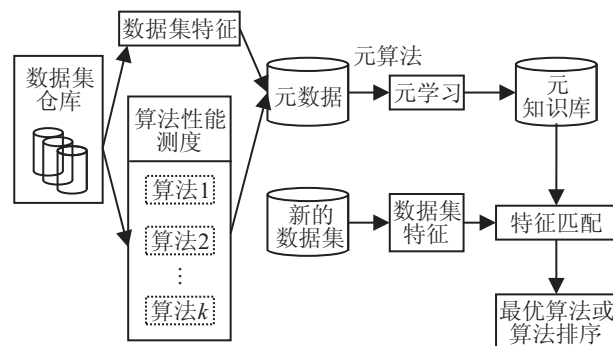 数据集特征
数据集
仓库
算法性能
测度
算法1
算法2
⋮
算法k
元数据
元算法
元学习
元
知识库
新的
数据集
数据集
特征
特征匹配
最优算法或
算法排序